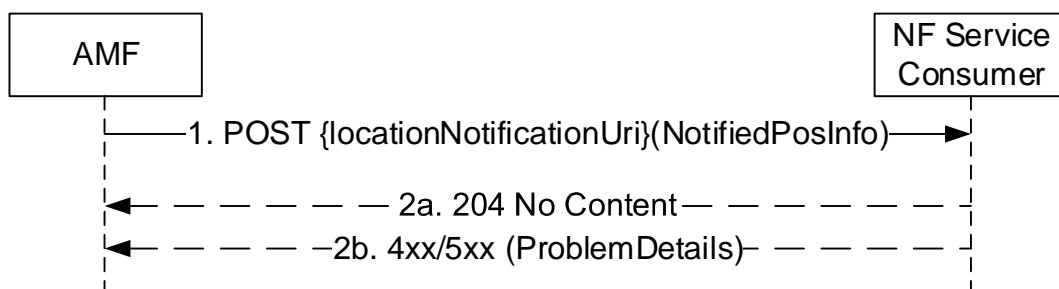 AMF
NF Service
Consumer
1. POST {locationNotificationUri}(NotifiedPosInfo)
2a. 204 No Content
2b. 4xx/5xx (ProblemDetails)